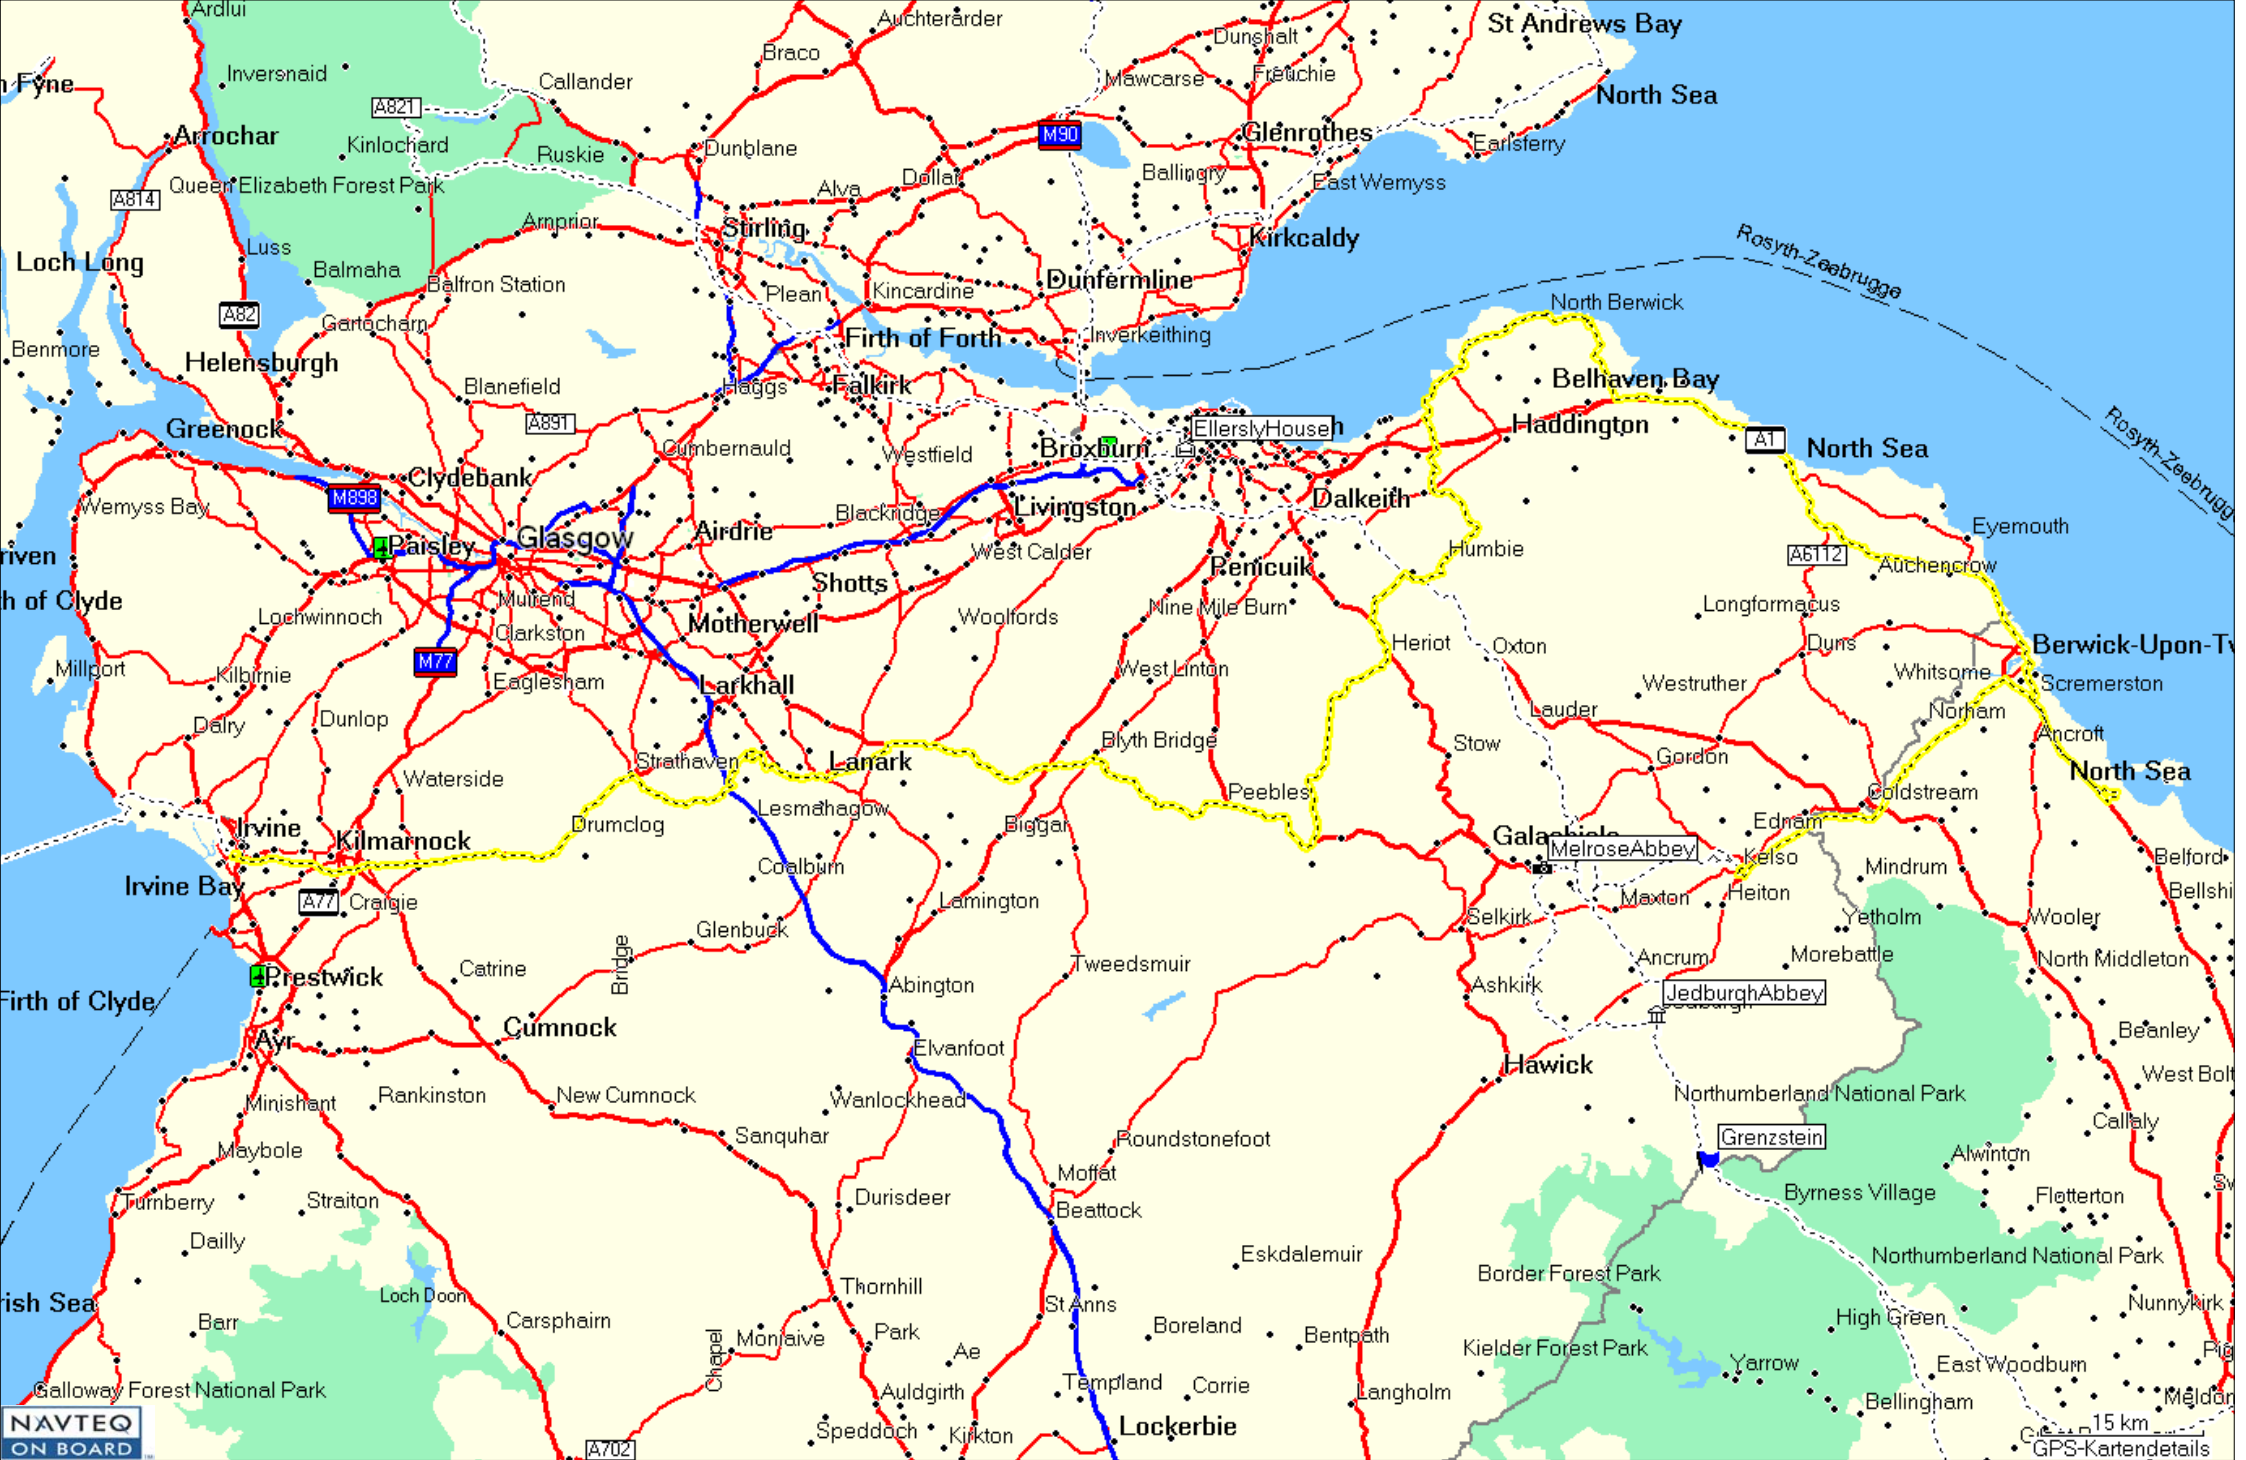 Ardlui
Auchterarder
St Andrews Bay
Dunshalt
Braco
Inversnaid
Callander
Mawcarse
Freuchie
Fyne
A821
North Sea
Arrochar
Kinlochard
Ruskie
Dunblane
M90
Glenrothes
Earlsferry
Queen Elizabeth Forest Park
A814
Alva
Dollar
Ballingry
East Wemyss
Arnprior
Stirling
Kirkcaldy
Rosyth-Zeebrugge
Luss
Loch Long
Balmaha
Balfron Station
Plean
Kincardine
Dunfermline
North Berwick
A82
Gartocharn
Firth of Forth
Inverkeithing
Benmore
Helensburgh
Blanefield
Haggs
Falkirk
Belhaven Bay
Rosyth-Zeebrugge
Greenock
A891
Cumbernauld
Westfield
Broxburn
EllerslyHouse
h
Haddington
A1
North Sea
Clydebank
M898
Wemyss Bay
Blackridge
Livingston
Dalkeith
Eyemouth
Paisley
Glasgow
Airdrie
West Calder
Humbie
A6112
Auchencrow
riven
Shotts
Penicuik
th of Clyde
Lochwinnoch
Muirend
Clarkston
Motherwell
Woolfords
Nine Mile Burn
Longformacus
Heriot
Oxton
Duns
Berwick-Upon-Tw
Millport
Kilbirnie
M77
Eaglesham
Larkhall
West Linton
Westruther
Whitsome
Scremerston
Dalry
Dunlop
Lauder
Norham
Ancroft
Waterside
Strathaven
Lanark
Blyth Bridge
Stow
Gordon
North Sea
Lesmahagow
Peebles
Coldstream
Irvine
Kilmarnock
Drumclog
Biggar
Galashiels
MelroseAbbey
Ednam
Kelso
Belford
Irvine Bay
A77
Craigie
Coalburn
Lamington
Maxton
Heiton
Mindrum
Bellshi
Glenbuck
Selkirk
Yetholm
Wooler
Prestwick
Catrine
Bridge
Tweedsmuir
Ancrum
Morebattle
North Middleton
Firth of Clyde
Abington
Ashkirk
JedburghAbbey
Cumnock
Ayr
Elvanfoot
Hawick
Beanley
Minishant
Rankinston
New Cumnock
Wanlockhead
Northumberland National Park
West Bolt
Maybole
Sanquhar
Roundstonefoot
Grenzstein
Callaly
Moffat
Alwinton
Turnberry
Straiton
Durisdeer
Beattock
Byrness Village
Flotterton
Sw
Dailly
Eskdalemuir
Northumberland National Park
Border Forest Park
rish Sea
Loch Doon
Thornhill
St Anns
Nunnykirk
Barr
Carsphairn
Moniaive
Park
Boreland
Bentpath
High Green
Kielder Forest Park
Chapel
Ae
Yarrow
East Woodburn
Pig
Galloway Forest National Park
Auldgirth
Templand
Corrie
Langholm
Bellingham
Meldon
NAVTEQ
ON BOARD
A702
Speddoch
Kirkton
Lockerbie
15 km
GPS-Kartendetails